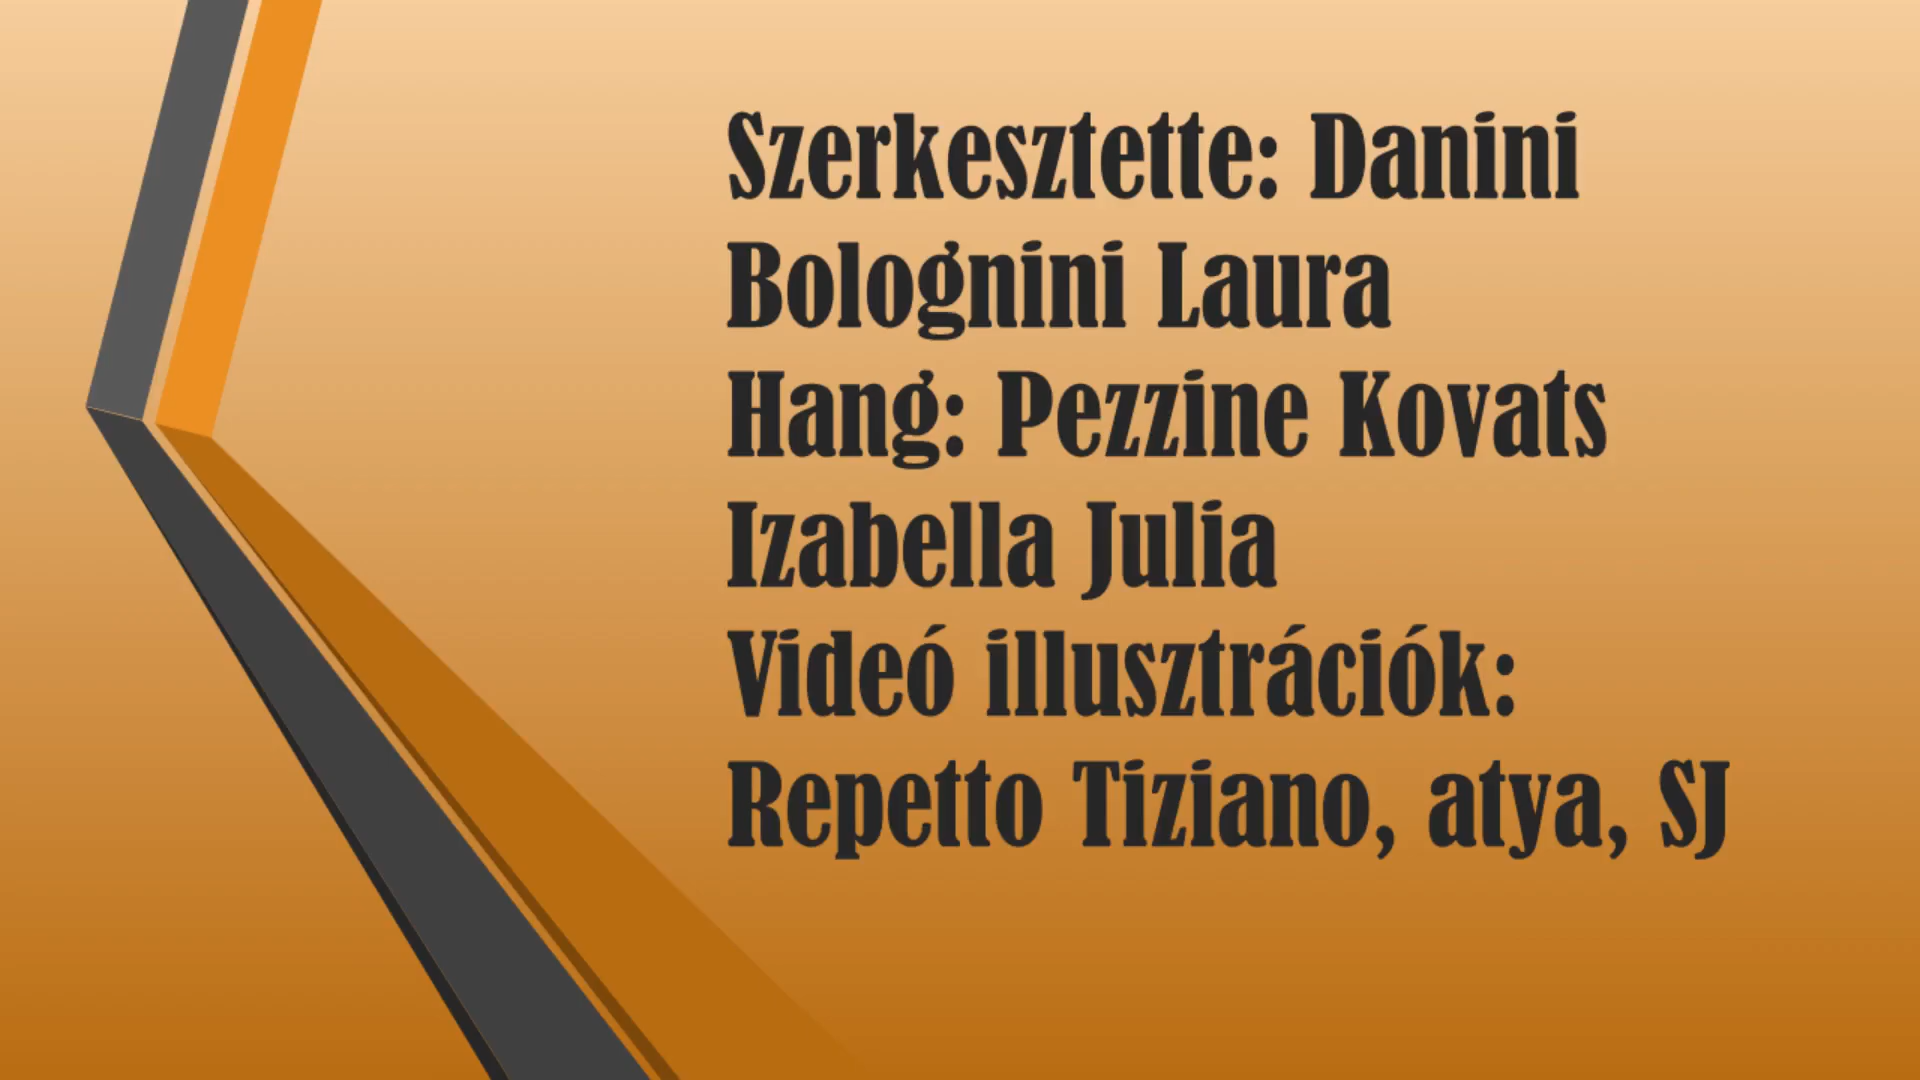 Szerkesztette: Danini
Bolognini Laura
Hang: Pezzine Kovats
Izabella Julia
Videó illusztrációk:
Repetto Tiziano, atya, SJ